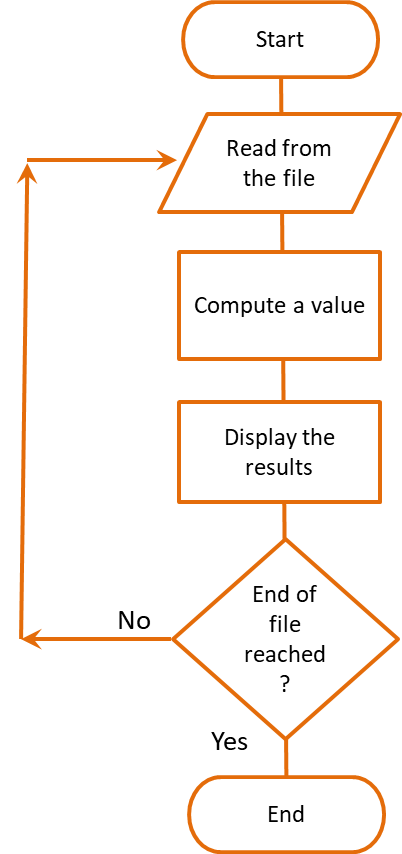 Start
Read from
the file
Compute a value
Display the
results
End of
file
reached
?
No
Yes
End